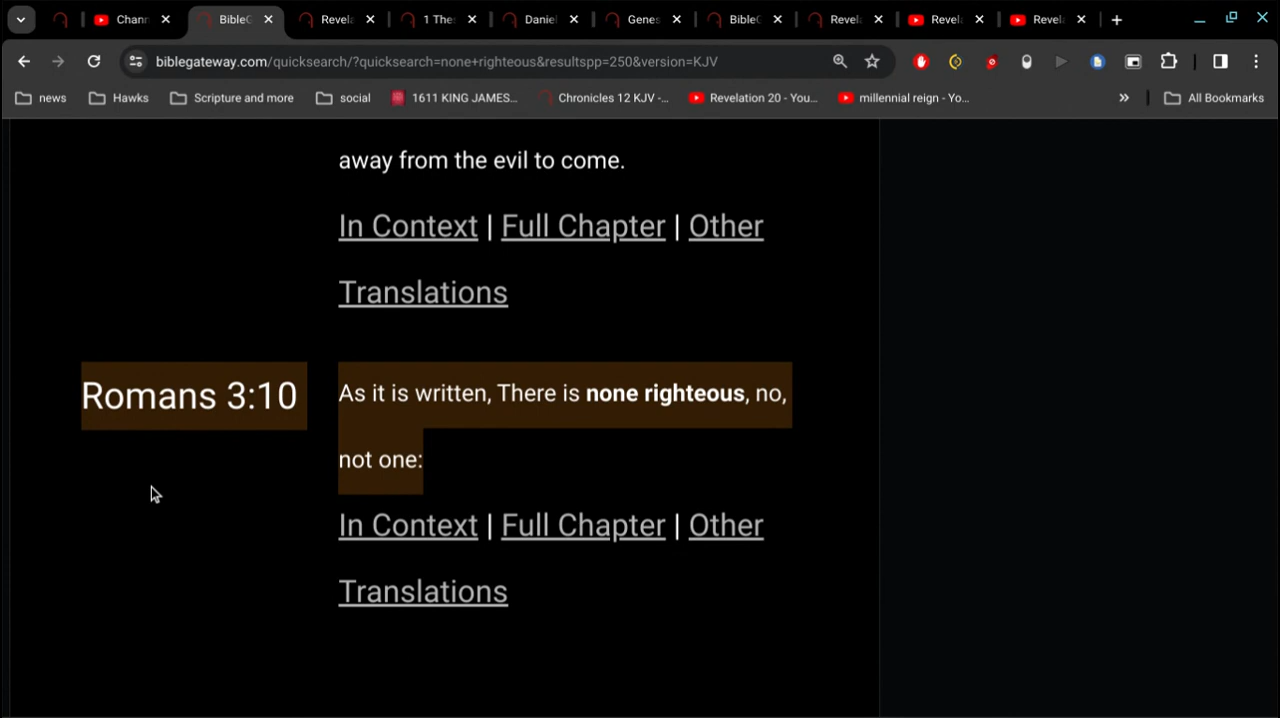 Chann
BibleG
Revela
1 The
Daniel
Genes
BibleG
Revel
Revel
Revel
biblegateway.com/quicksearch/?quicksearch=none+righteous&resultspp=250&version=KJV
news
Hawks
Scripture and more
social
1611 KING JAMES...
Chronicles 12 KJV -...
Revelation 20 - You...
millennial reign - Yo...
All Bookmarks
away from the evil to come.
In Context | Full Chapter | Other
Translations
Romans 3:10
As it is written, There is none righteous, no,
not one:
In Context | Full Chapter | Other
Translations